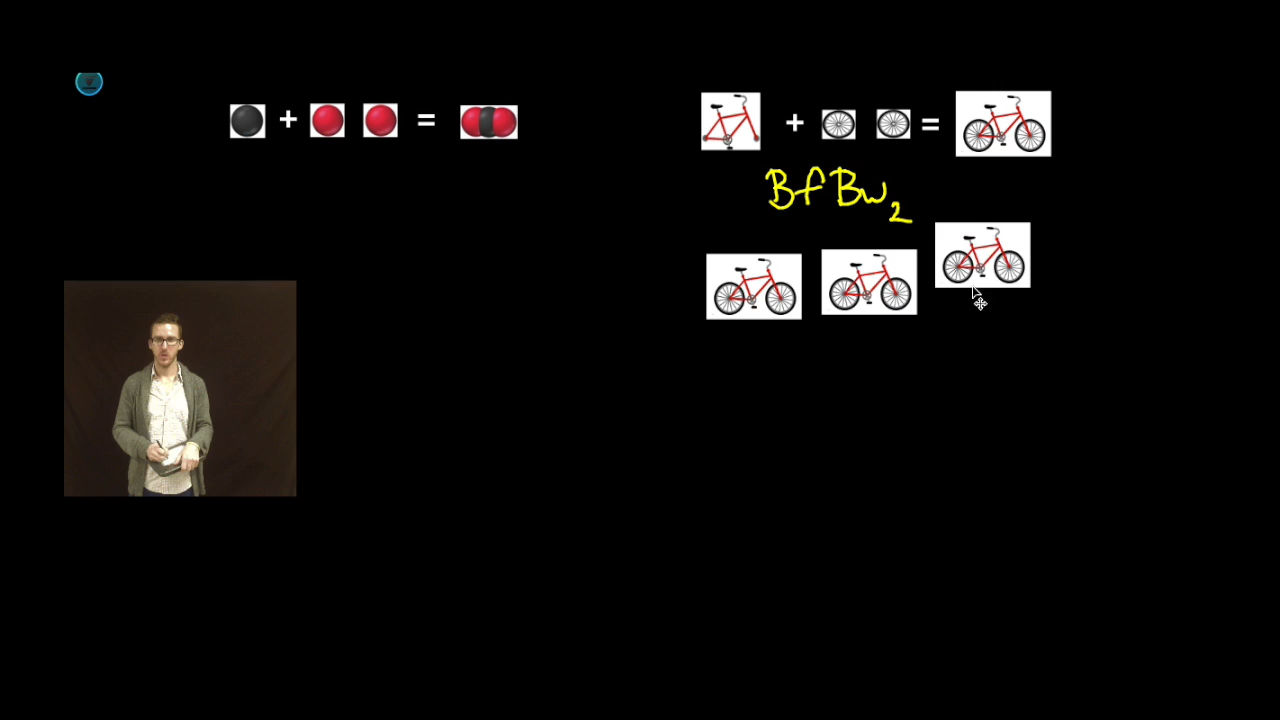 + =
+ =
BfBw₂